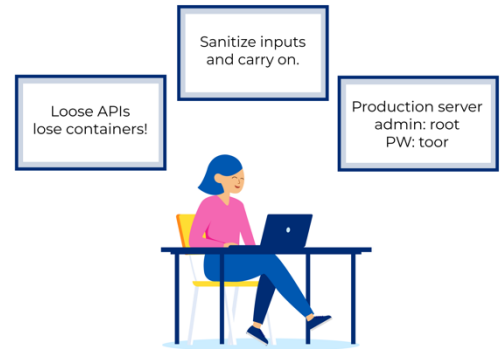 Loose APIs
lose containers!
Sanitize inputs
and carry on.
Production server
admin: root
PW: toor